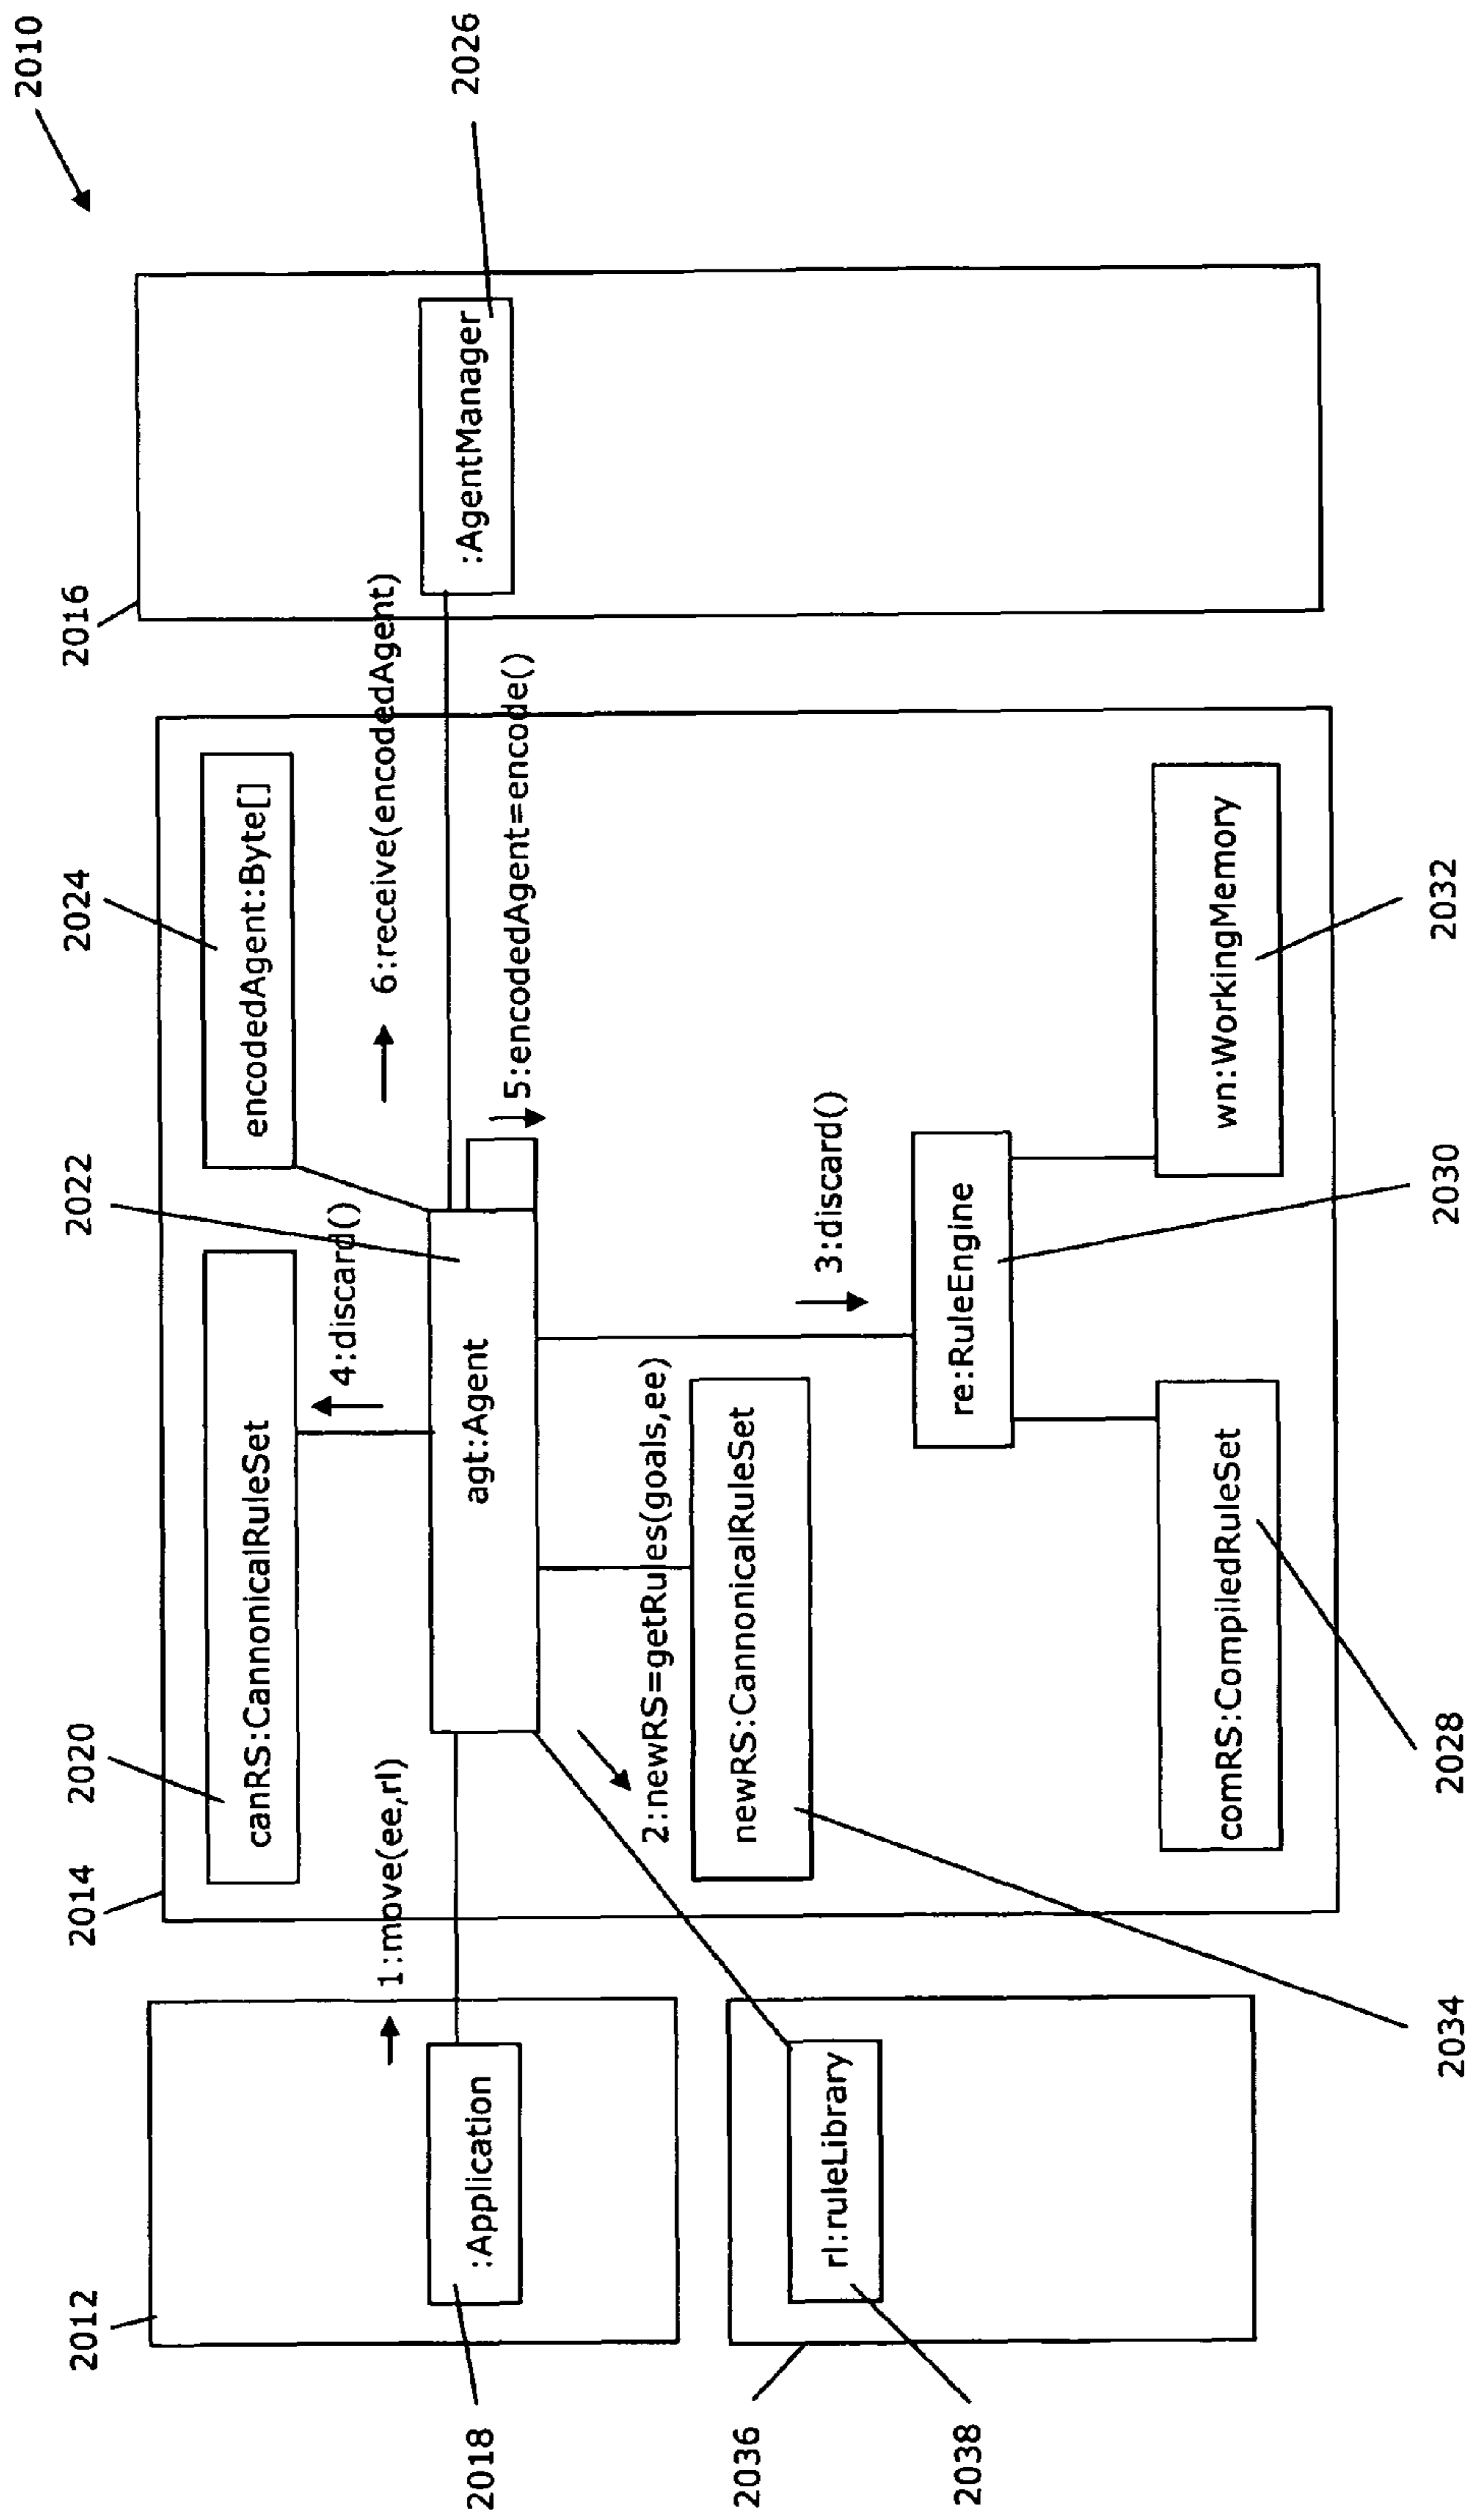 2010
2012
2014
2020
2022
2024
2016
canRS:CannonicalRuleSet
encodedAgent:Byte[]
4:discard()
1:move(ee,rl)
6:receive(encodedAgent)
2018
:Application
agt:Agent
:AgentManager
2026
5:encodedAgent=encode()
2:newRS=getRules(goals,ee)
newRS:CannonicalRuleSet
2036
rl:ruleLibrary
3:discard()
2038
re:RuleEngine
comRS:CompiledRuleSet
wn:WorkingMemory
2034
2028
2030
2032